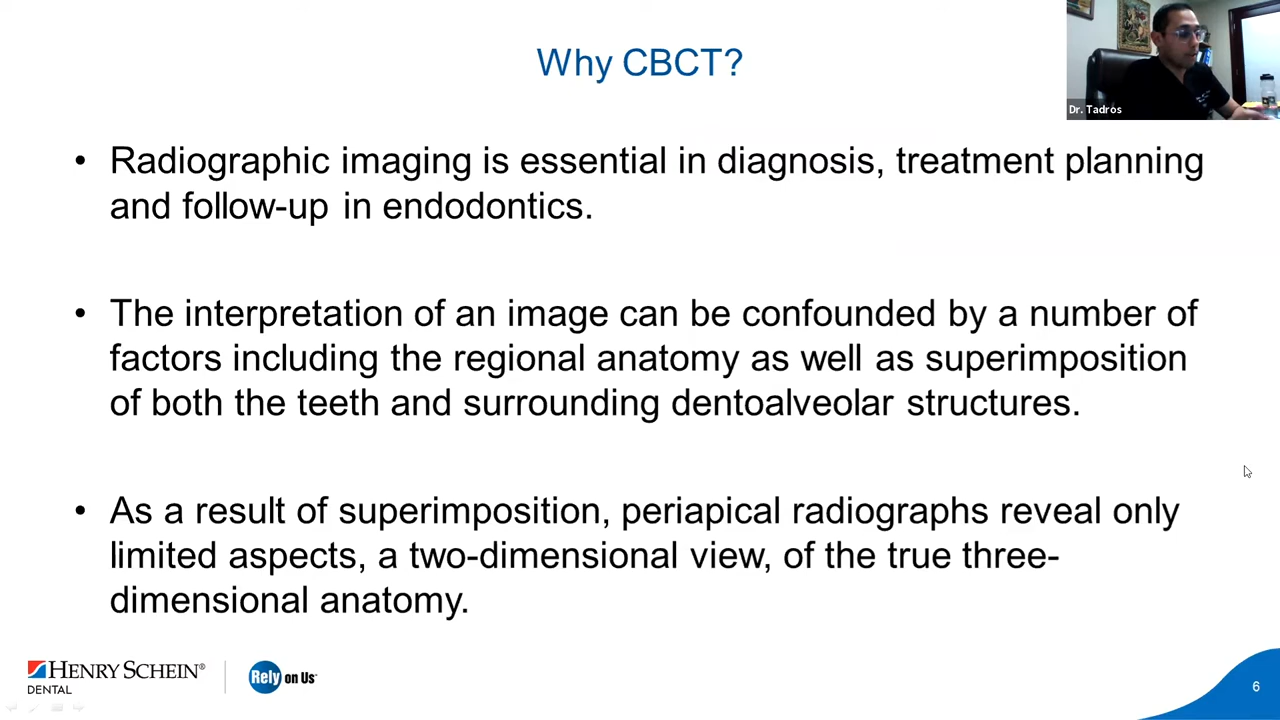 Why CBCT?
Dr. Tadros
• Radiographic imaging is essential in diagnosis, treatment planning
and follow-up in endodontics.
• The interpretation of an image can be confounded by a number of
factors including the regional anatomy as well as superimposition
of both the teeth and surrounding dentoalveolar structures.
• As a result of superimposition, periapical radiographs reveal only
limited aspects, a two-dimensional view, of the true three-
dimensional anatomy.
HENRY SCHEIN®
DENTAL
Rely on Us™
6